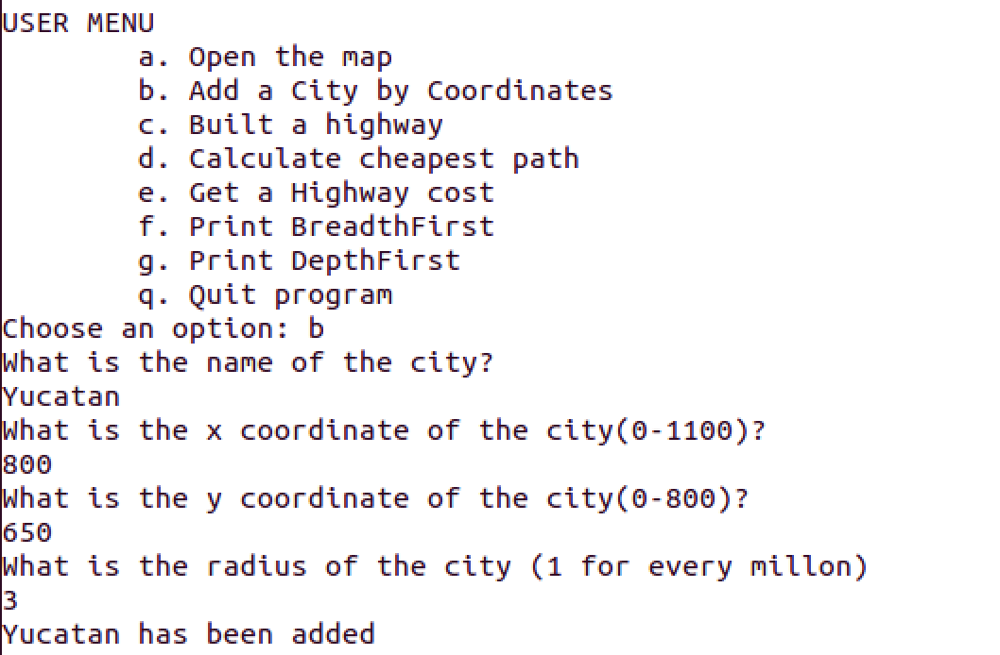 USER MENU
a. Open the map
b. Add a City by Coordinates
c. Built a highway
d. Calculate cheapest path
e. Get a Highway cost
f. Print BreadthFirst
g. Print DepthFirst
q. Quit program
Choose an option: b
What is the name of the city?
Yucatan
What is the x coordinate of the city(0-1100)?
800
What is the y coordinate of the city(0-800)?
650
What is the radius of the city (1 for every millon)
3
Yucatan has been added